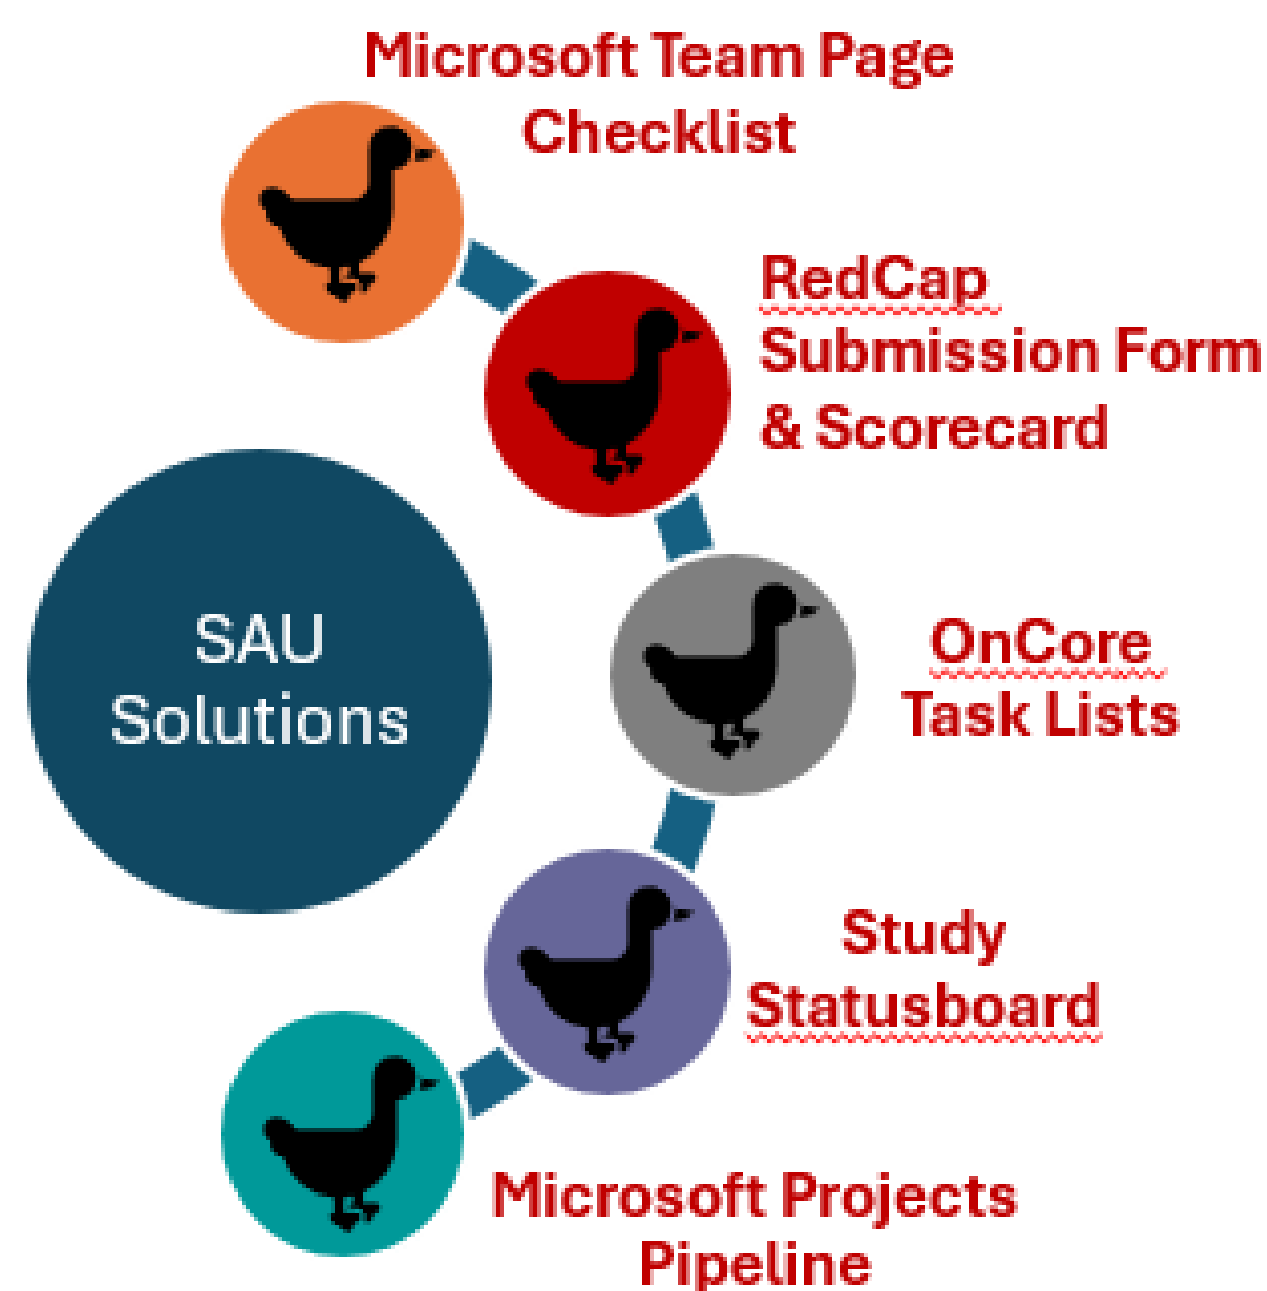 Microsoft Team Page
Checklist
RedCap
Submission Form
& Scorecard
SAU
Solutions
OnCore
Task Lists
Study
Statusboard
Microsoft Projects
Pipeline